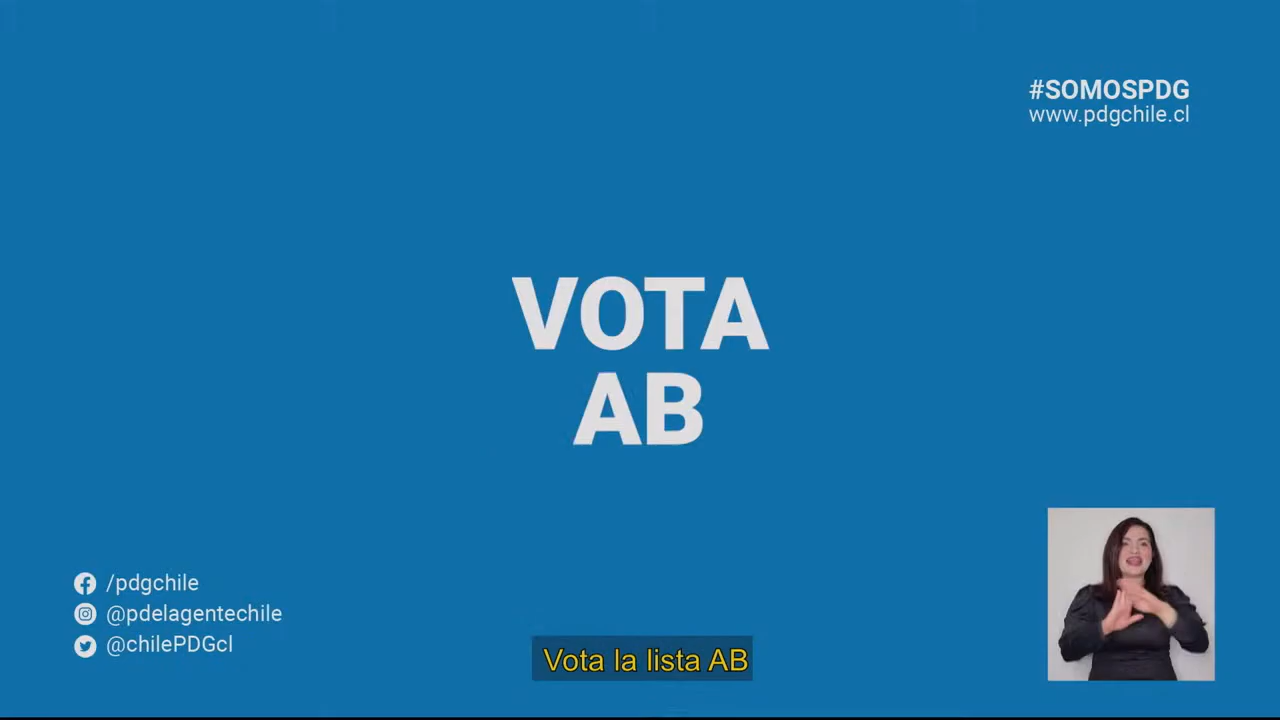 #SOMOSPDG
www.pdgchile.cl
VOTA
AB
/pdgchile
@pdelagentechile
@chilePDGcl
Vota la lista AB